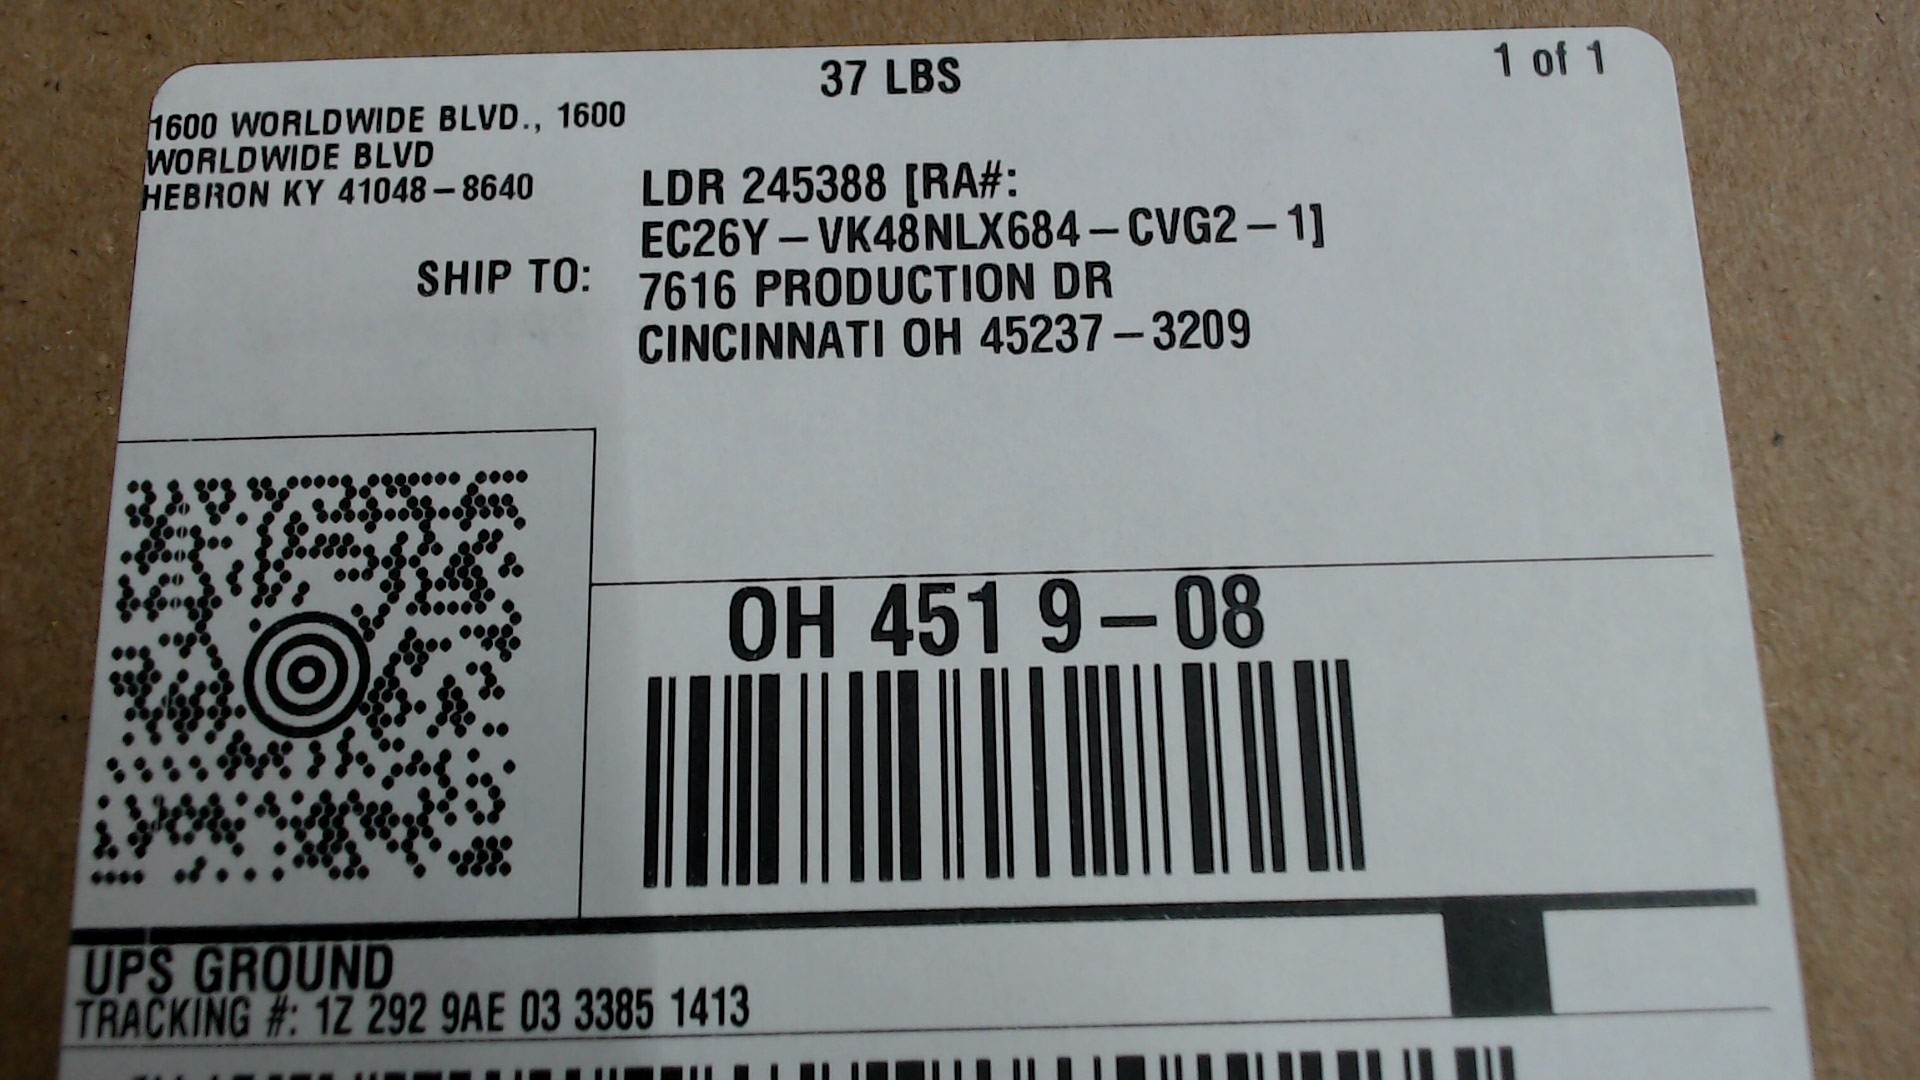 37 LBS
1 of 1
1600 WORLDWIDE BLVD., 1600
WORLDWIDE BLVD
HEBRON KY 41048-8640
SHIP TO:
LDR 245388 [RA#:
EC26Y-VK48NLX684-CVG2-1]
7616 PRODUCTION DR
CINCINNATI OH 45237-3209
OH 451 9-08
UPS GROUND
TRACKING #: 1Z 292 9AE 03 3385 1413